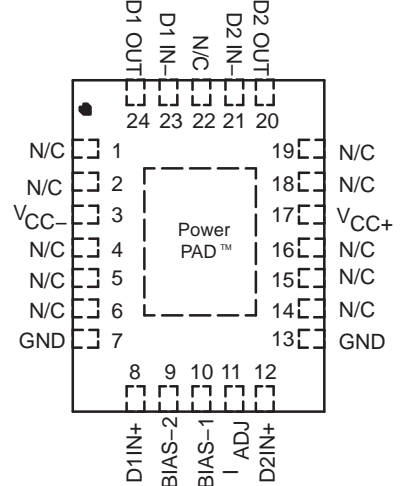 D1 OUT
D1 IN−
N/C
D2 IN−
D2 OUT
24 23 22 21 20
N/C 1
N/C 2
VCC− 3
N/C 4
N/C 5
N/C 6
GND 7
Power
PAD™
19 N/C
18 N/C
17 VCC+
16 N/C
15 N/C
14 N/C
13 GND
8 9 10 11 12
D1IN+
BIAS−2
BIAS−1
I ADJ
D2IN+